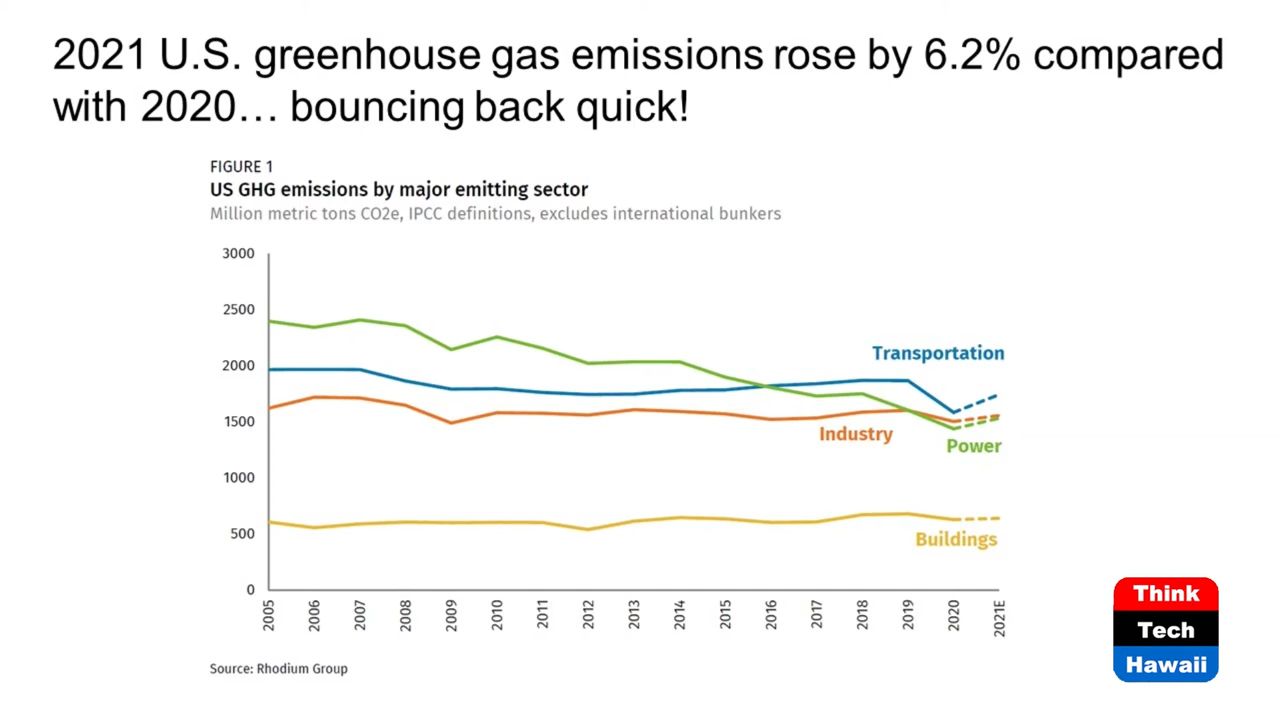 2021 U.S. greenhouse gas emissions rose by 6.2% compared
with 2020… bouncing back quick!
FIGURE 1
US GHG emissions by major emitting sector
Million metric tons CO2e, IPCC definitions, excludes international bunkers
3000
2500
2000
1500
1000
500
0
Transportation
Industry
Power
Buildings
2005 2006 2007 2008 2009 2010 2011 2012 2013 2014 2015 2016 2017 2018 2019 2020 2021E
Source: Rhodium Group
Think
Tech
Hawaii